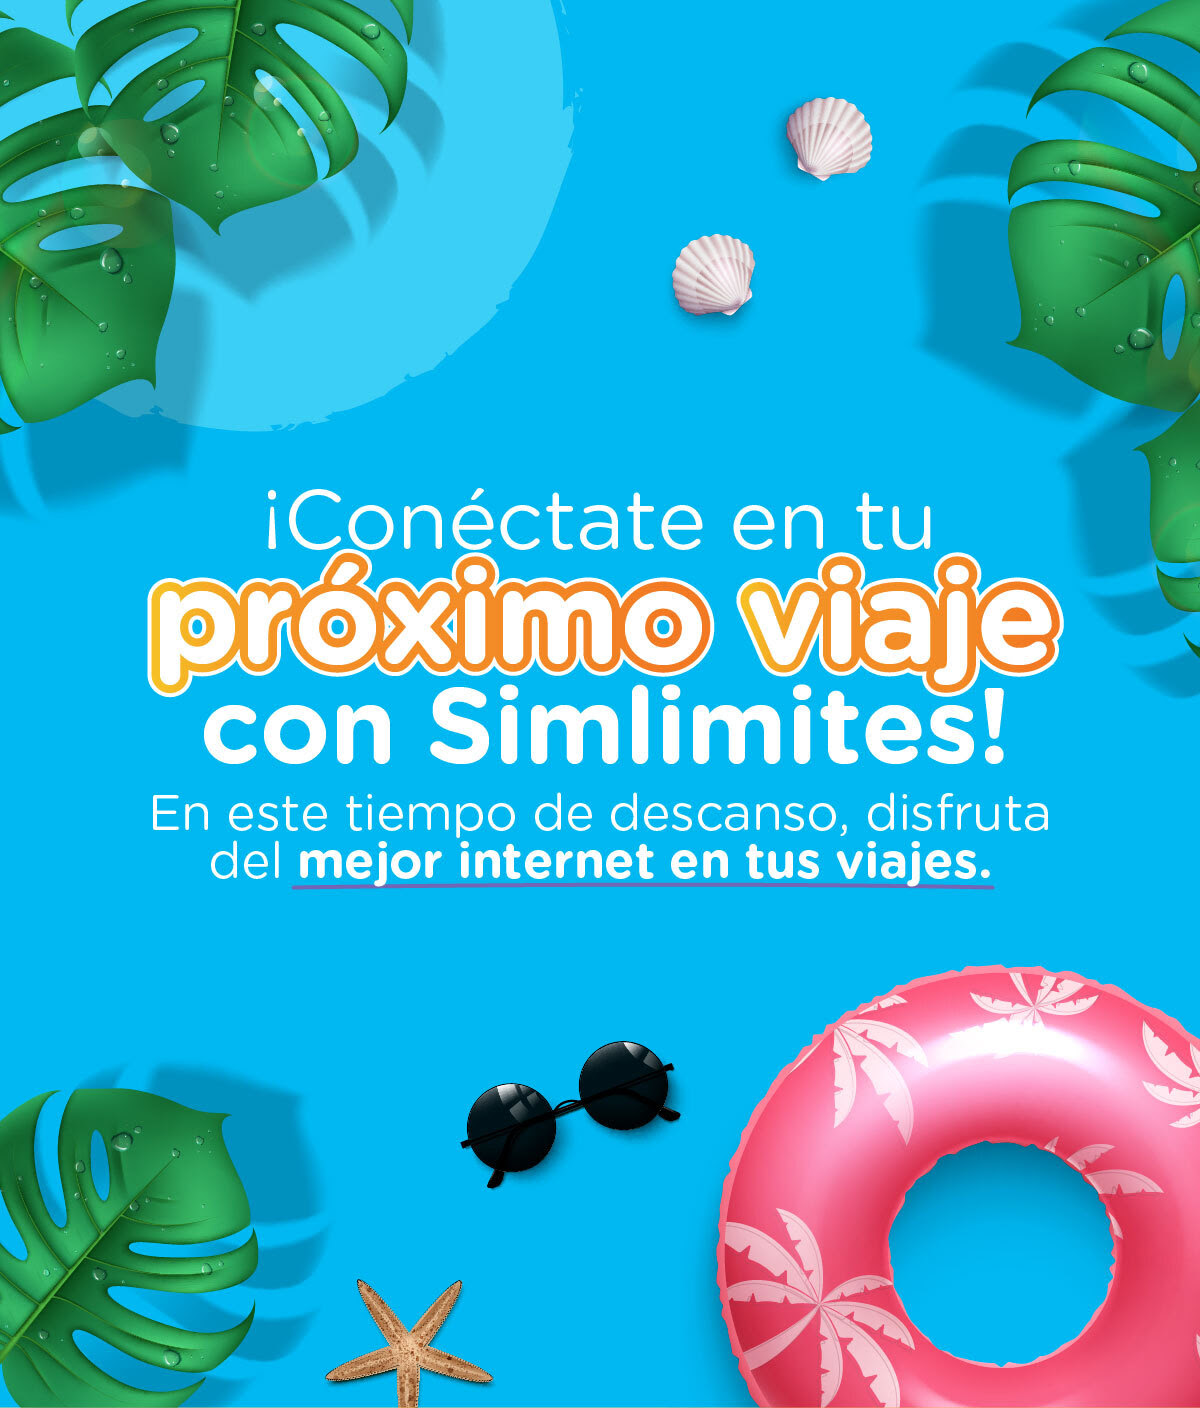 ¡Conéctate en tu
próximo viaje
con Simlimites!
En este tiempo de descanso, disfruta
del mejor internet en tus viajes.